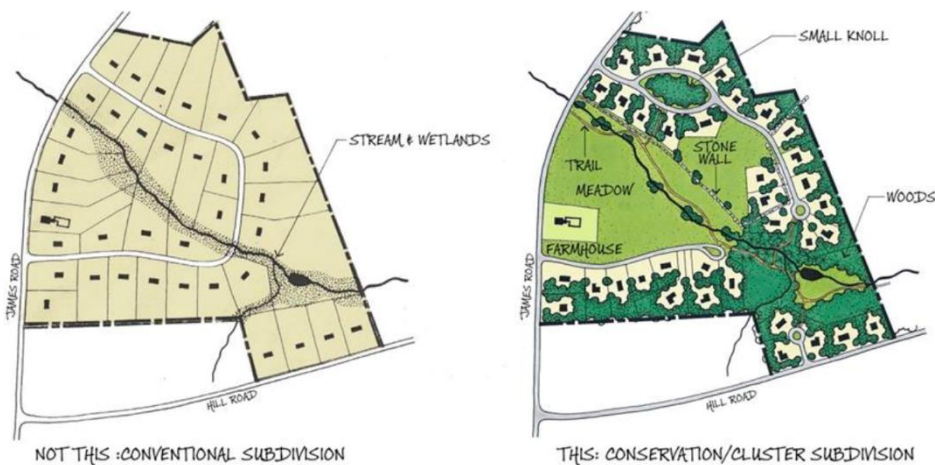 STREAM & WETLANDS
JAMES ROAD
HILL ROAD
NOT THIS :CONVENTIONAL SUBDIVISION
SMALL KNOLL
TRAIL
STONE
WALL
MEADOW
WOODS
FARMHOUSE
JAMES ROAD
HILL ROAD
THIS: CONSERVATION/CLUSTER SUBDIVISION